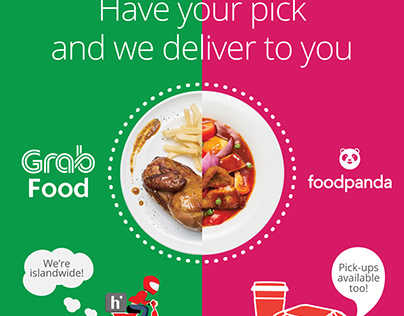 Have your pick
and we deliver to you
Grab
Food
foodpanda
We're
islandwide!
Pick-ups
available
too!
h